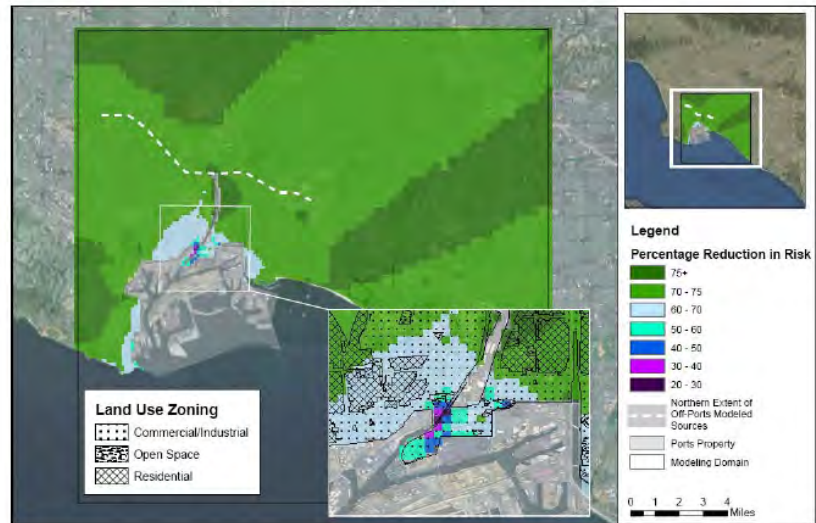 Land Use Zoning
Commercial/Industrial
Open Space
Residential
Legend
Percentage Reduction in Risk
75+
70 - 75
60 - 70
50 - 60
40 - 50
30 - 40
20 - 30
Northern Extent of
Off-Ports Modeled
Sources
Ports Property
Modeling Domain
0 1 2 3 4
Miles